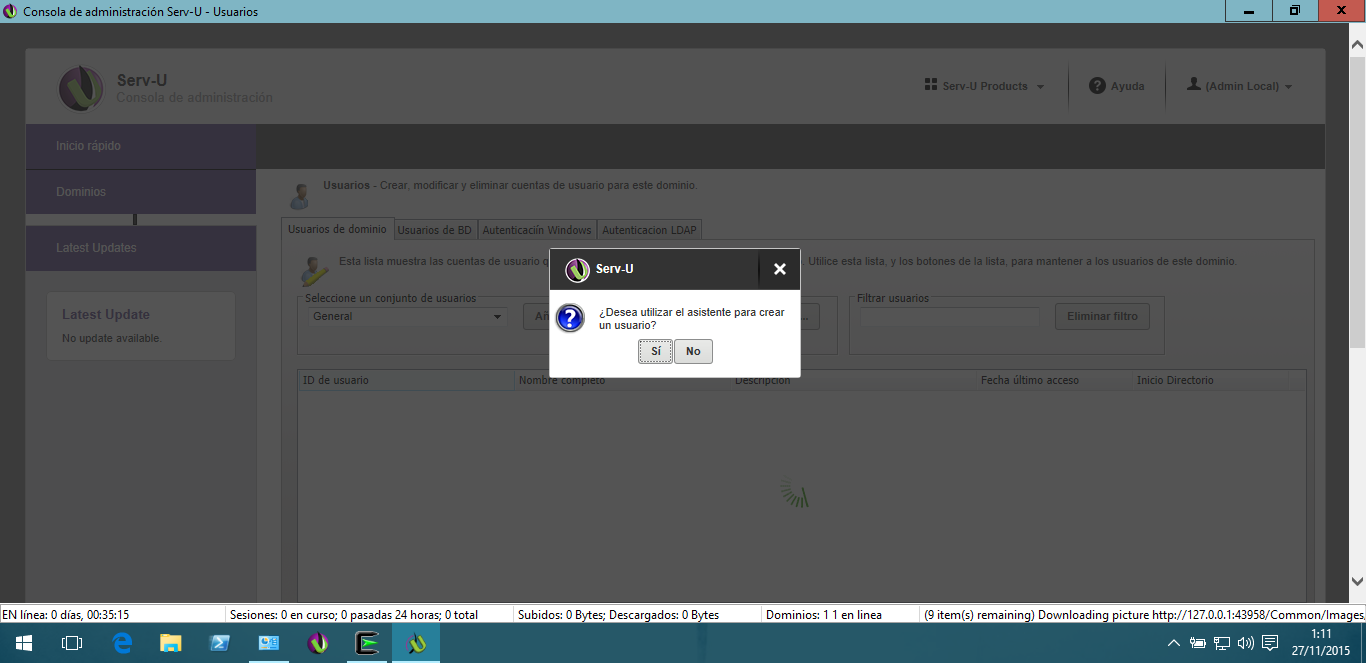 Consola de administración Serv-U - Usuarios
Serv-U
Consola de administración
Serv-U Products
Ayuda
(Admin Local)
Inicio rápido
Dominios
Latest Updates
Latest Update
No update available.
Usuarios - Crear, modificar y eliminar cuentas de usuario para este dominio.
Usuarios de dominio
Usuarios de BD
Autenticación Windows
Autenticacion LDAP
Esta lista muestra las cuentas de usuario
Utilice esta lista, y los botones de la lista, para mantener a los usuarios de este dominio.
Seleccione un conjunto de usuarios
General
...
Filtrar usuarios
Eliminar filtro
Serv-U
¿Desea utilizar el asistente para crear
un usuario?
Sí
No
ID de usuario
Nombre completo
Descripción
Fecha último acceso
Inicio Directorio
EN línea: 0 días, 00:35:15
Sesiones: 0 en curso; 0 pasadas 24 horas; 0 total
Subidos: 0 Bytes; Descargados: 0 Bytes
Dominios: 1 1 en linea
(9 item(s) remaining) Downloading picture http://127.0.0.1:43958/Common/Images,
1:11
27/11/2015